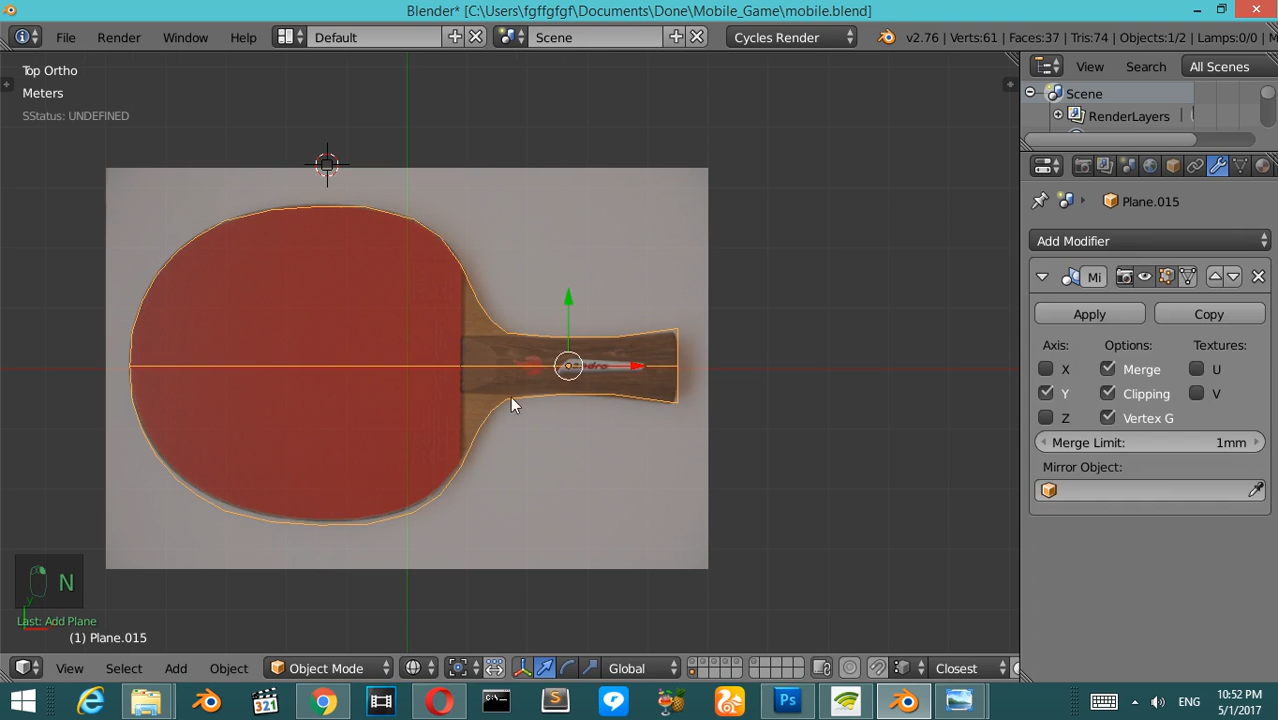 Blender* [C:\Users\fgffgfgf\Documents\Done\Mobile_Game\mobile.blend]
File Render Window Help Default Scene Cycles Render v2.76 | Verts:61 | Faces:37 | Tris:74 | Objects:1/2 | Lamps:0/0 | M
Top Ortho
Meters
SStatus: UNDEFINED
View Search All Scenes
Scene
RenderLayers
Plane.015
Add Modifier
Mi
Apply Copy
Axis: Options: Textures:
X Merge U
Y Clipping V
Z Vertex G
Merge Limit: 1mm
Mirror Object:
N
Last: Add Plane
(1) Plane.015
View Select Add Object Object Mode Global Closest
ENG
10:52 PM
5/1/2017
321
Ps
S